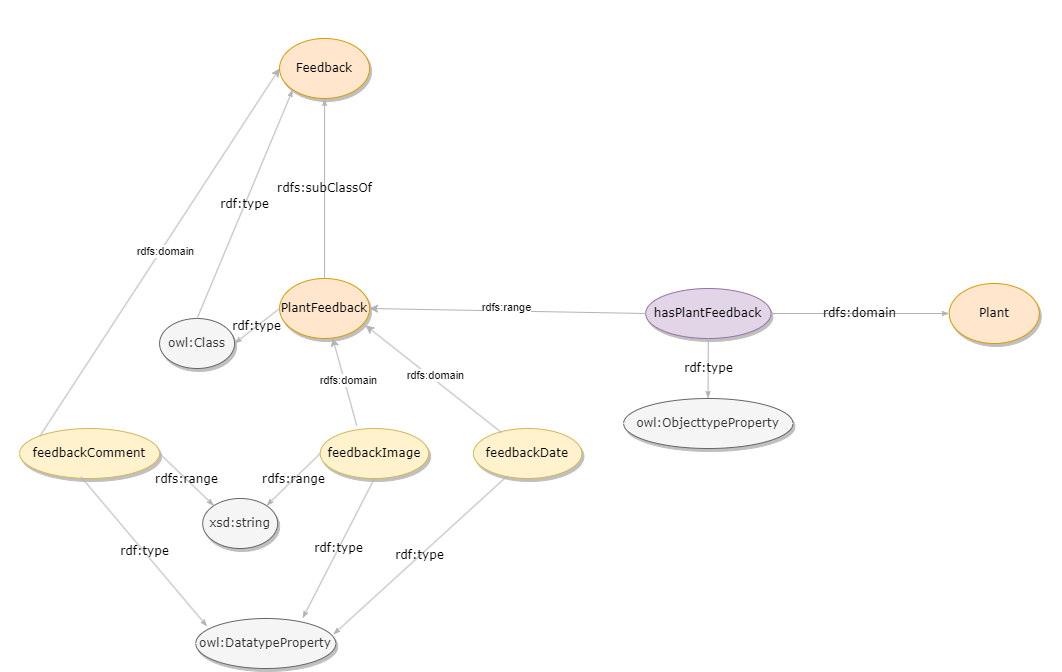 Feedback
rdfs:subClassOf
rdf:type
rdfs:domain
PlantFeedback
rdfs:range
hasPlantFeedback
rdfs:domain
Plant
rdf:type
owl:Class
rdf:type
rdfs:domain
rdfs:domain
owl:ObjecttypeProperty
feedbackComment
feedbackImage
feedbackDate
rdfs:range
rdfs:range
xsd:string
rdf:type
rdf:type
rdf:type
owl:DatatypeProperty